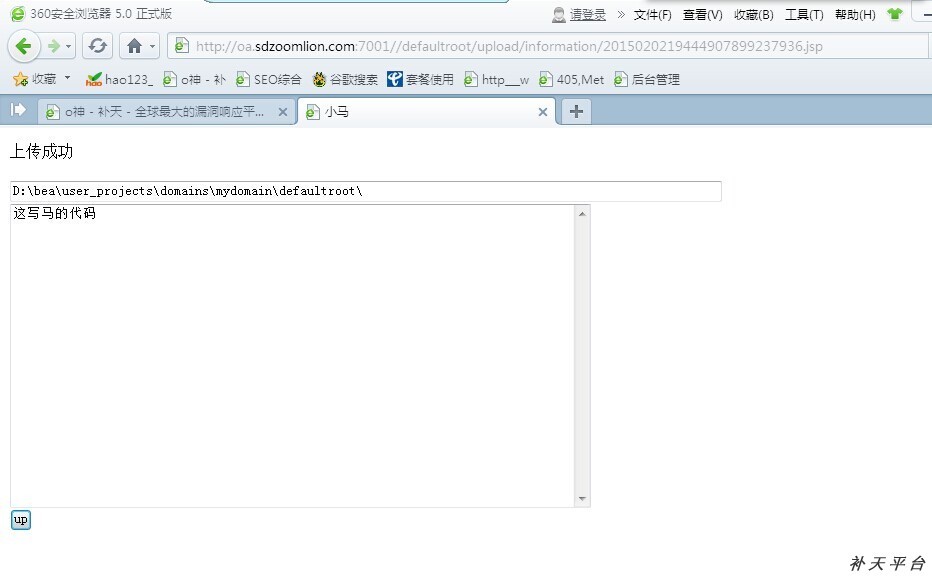 360安全浏览器 5.0 正式版
请登录 » 文件(F) 查看(V) 收藏(B) 工具(T) 帮助(H)
http://oa.sdzoomlion.com:7001//defaultroot/upload/information/2015020219444907899237936.jsp
收藏 hao123_ o神 - 补 SEO综合 谷歌搜索 套餐使用 http___w 405,Met 后台管理
o神 - 补天 - 全球最大的漏洞响应平... 小马
上传成功
D:\bea\user_projects\domains\mydomain\defaultroot\
这写马的代码
up
补天平台